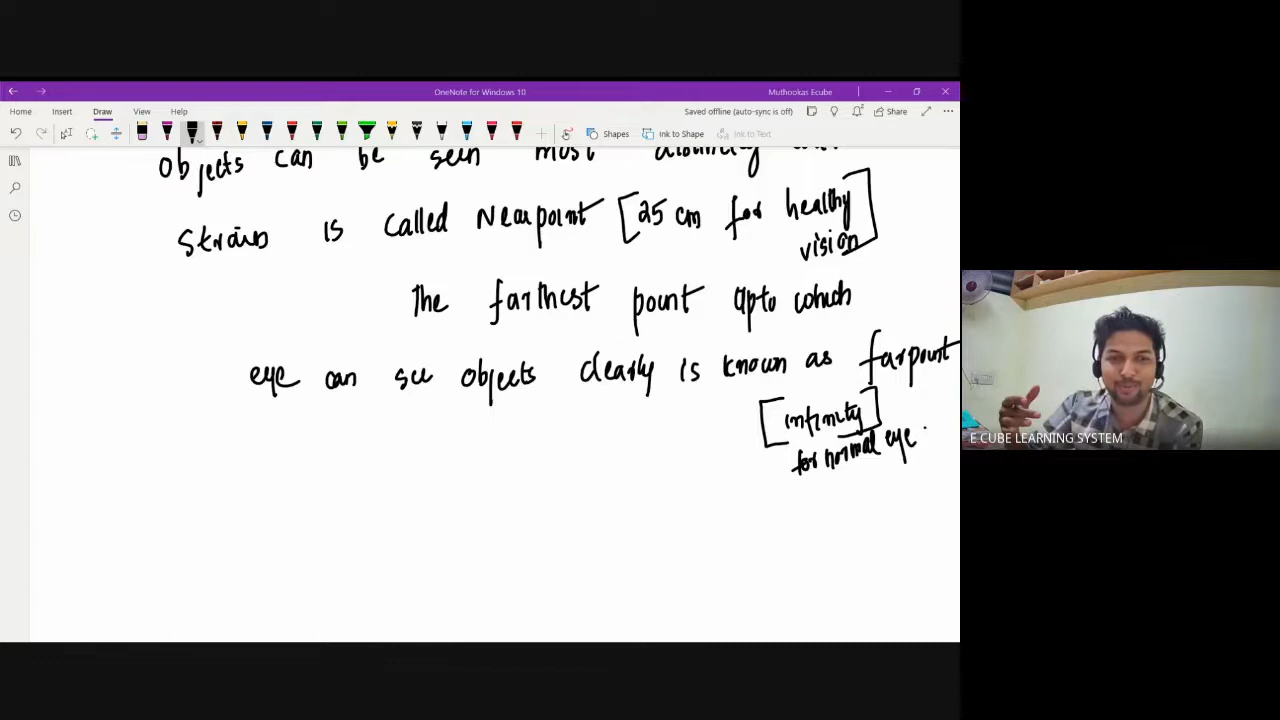 OneNote for Windows 10
Muthookas Ecube
Home Insert Draw View Help
Saved offline (auto-sync is off)
Share
Shapes
Ink to Shape
Ink to Text
Objects can be seen most
strain is called Nearpoint [25 cm for healthy
vision]
The farthest point upto which
eye can see objects clearly is known as farpoint
[infinity]
for normal eye.
E CUBE LEARNING SYSTEM